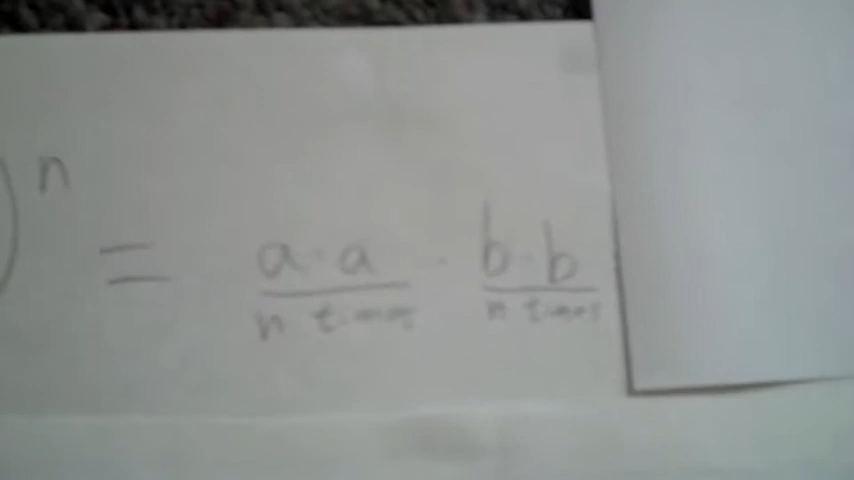 )ⁿ = a · a · b · b
n times n times